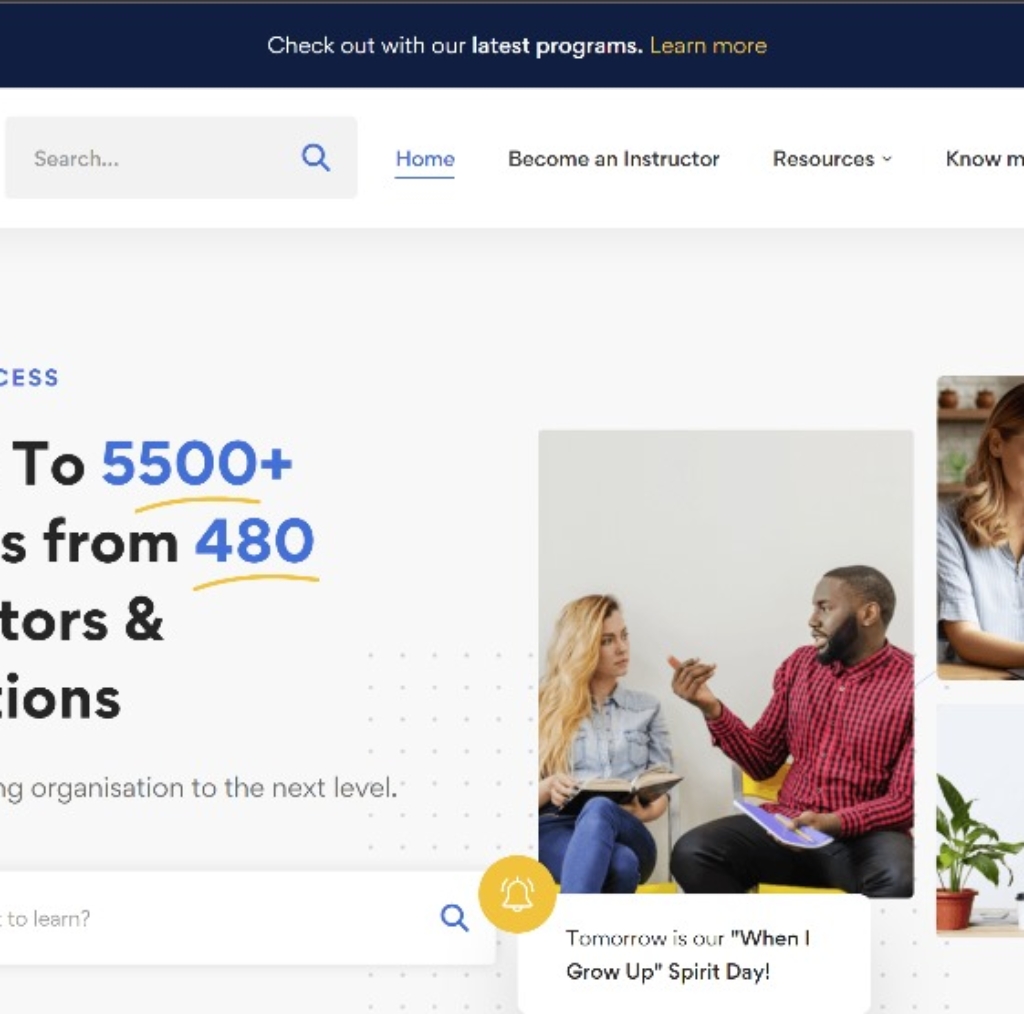 Check out with our latest programs. Learn more
Search...
Home
Become an Instructor
Resources
Know m
CESS
To 5500+
s from 480
tors &
tions
ng organisation to the next level.
t to learn?
Tomorrow is our "When I
Grow Up" Spirit Day!